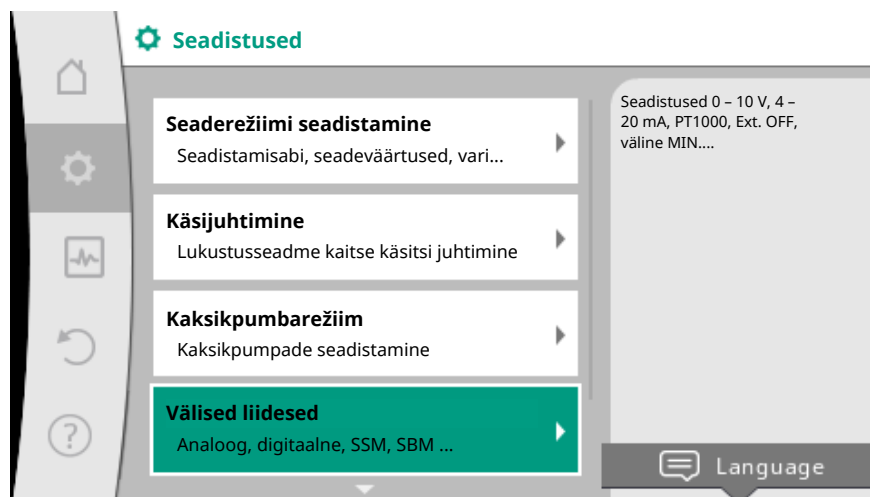 Seadistused
Seaderežiimi seadistamine
Seadistamisabi, seadeväärtused, vari...
Käsijuhtimine
Lukustusseadme kaitse käsitsi juhtimine
Kaksikpumbarežiim
Kaksikpumpade seadistamine
Välised liidesed
Analoog, digitaalne, SSM, SBM ...
Seadistused 0 – 10 V, 4 –
20 mA, PT1000, Ext. OFF,
väline MIN....
Language